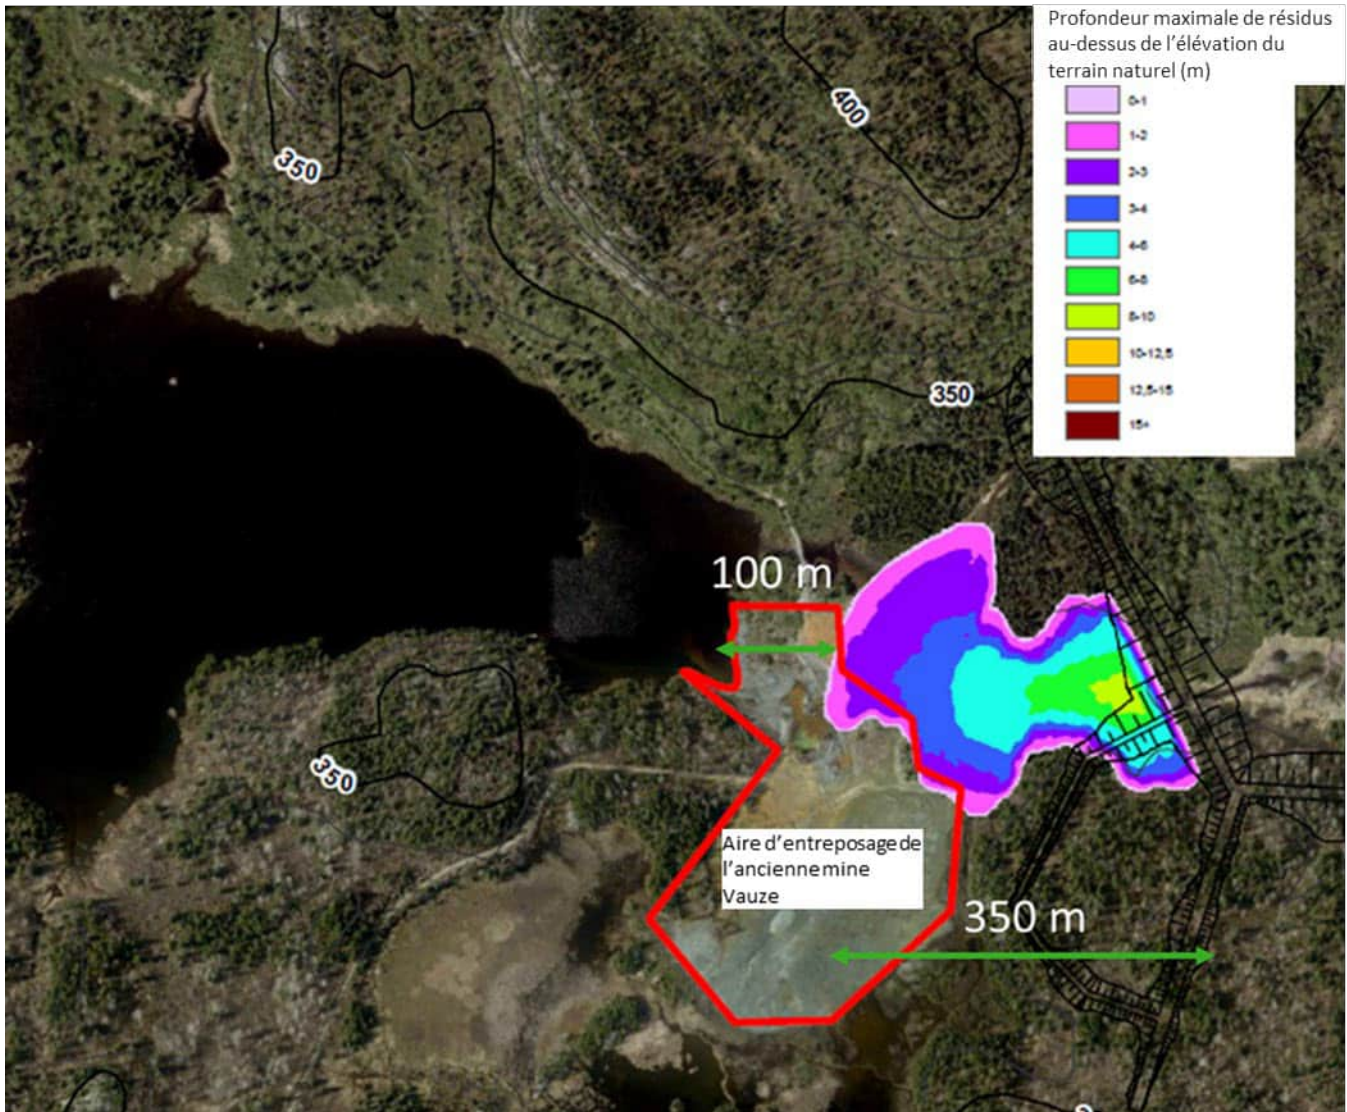 Profondeur maximale de résidus
au-dessus de l'élévation du
terrain naturel (m)
0-1
1-2
2-3
3-4
4-6
6-8
8-10
10-12,5
12,5-15
15+
400
350
350
100 m
350
Aire d'entreposage de
l'ancienne mine
Vauze
350 m